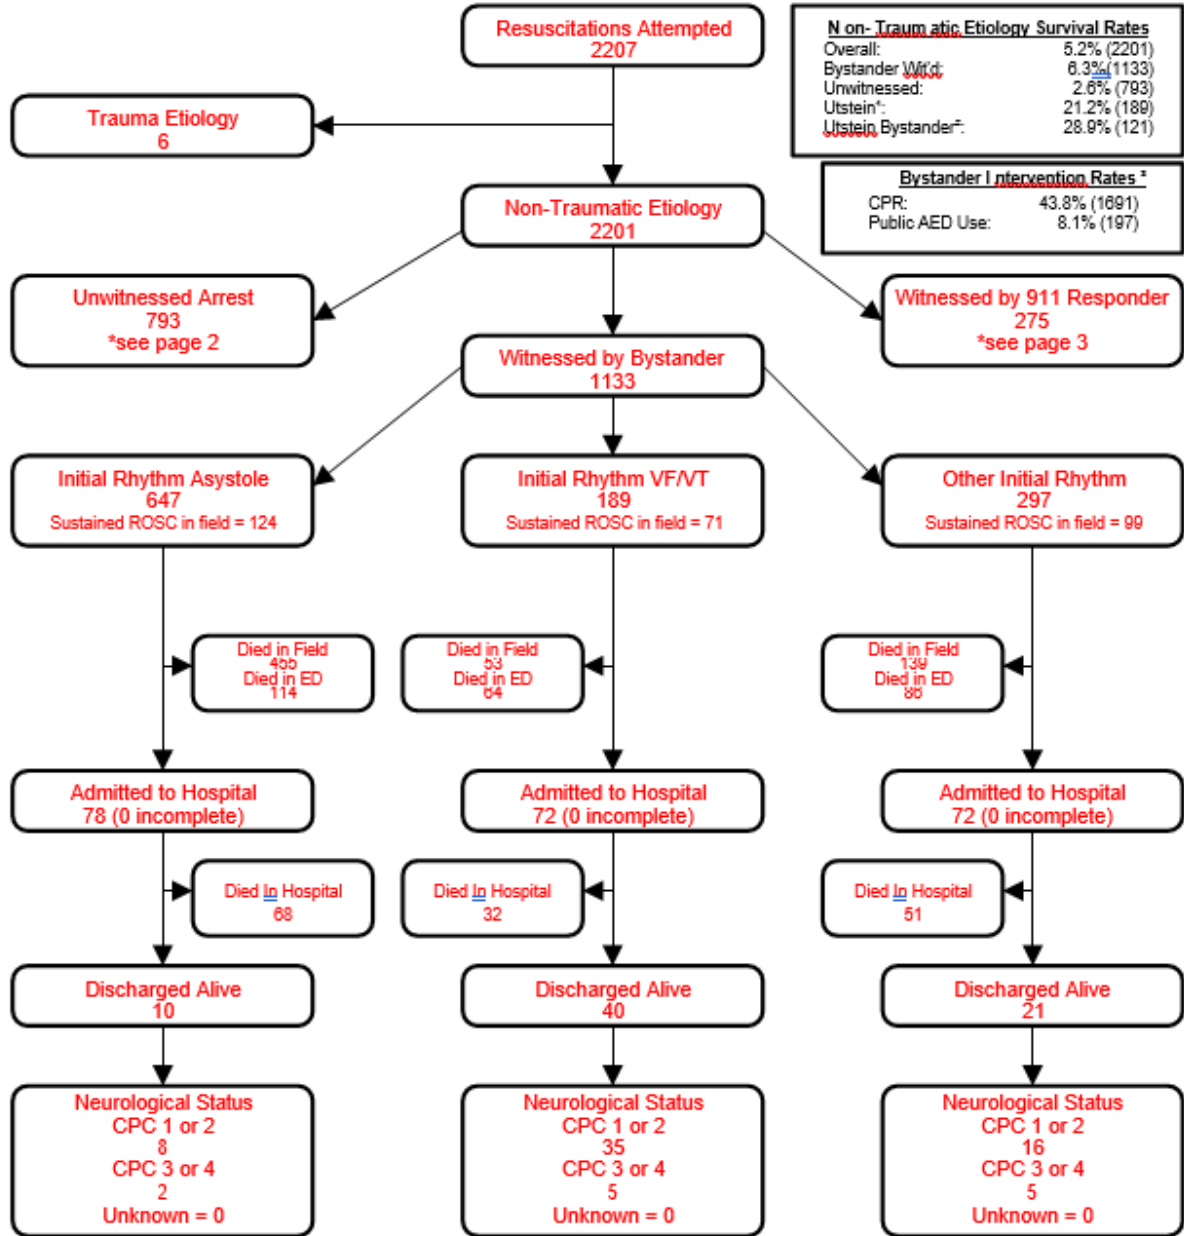 Resuscitations Attempted
2207
N on- Traum atic Etiology Survival Rates
Overall: 5.2% (2201)
Bystander Wit'd: 6.3%(1133)
Unwitnessed: 2.6% (793)
Utstein¹: 21.2% (189)
Utstein Bystander²: 28.9% (121)
Trauma Etiology
6
Bystander I ntervention Rates ³
CPR: 43.8% (1691)
Public AED Use: 8.1% (197)
Non-Traumatic Etiology
2201
Unwitnessed Arrest
793
*see page 2
Witnessed by 911 Responder
275
*see page 3
Witnessed by Bystander
1133
Initial Rhythm Asystole
647
Sustained ROSC in field = 124
Initial Rhythm VF/VT
189
Sustained ROSC in field = 71
Other Initial Rhythm
297
Sustained ROSC in field = 99
Died in Field
455
Died in ED
114
Died in Field
53
Died in ED
64
Died in Field
139
Died in ED
86
Admitted to Hospital
78 (0 incomplete)
Admitted to Hospital
72 (0 incomplete)
Admitted to Hospital
72 (0 incomplete)
Died In Hospital
68
Died In Hospital
32
Died In Hospital
51
Discharged Alive
10
Discharged Alive
40
Discharged Alive
21
Neurological Status
CPC 1 or 2
8
CPC 3 or 4
2
Unknown = 0
Neurological Status
CPC 1 or 2
35
CPC 3 or 4
5
Unknown = 0
Neurological Status
CPC 1 or 2
16
CPC 3 or 4
5
Unknown = 0